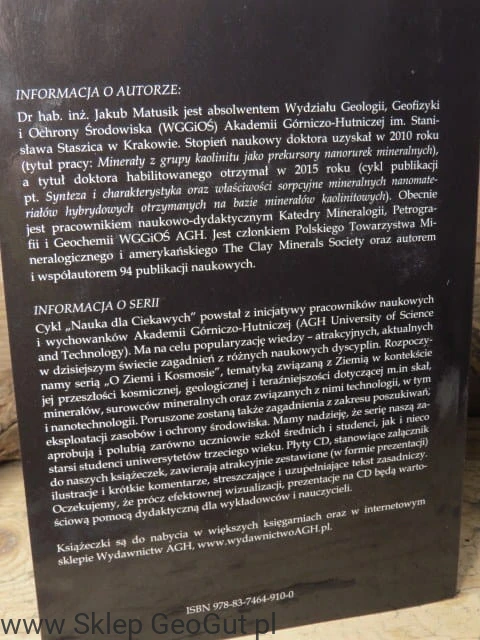 INFORMACJA O AUTORZE:
Dr hab. inż. Jakub Matusik jest absolwentem Wydziału Geologii, Geofizyki
i Ochrony Środowiska (WGGiOŚ) Akademii Górniczo-Hutniczej im. Stani-
sława Staszica w Krakowie. Stopień naukowy doktora uzyskał w 2010 roku
(tytuł pracy: Minerały z grupy kaolinitu jako prekursory nanorurek mineralnych),
a tytuł doktora habilitowanego otrzymał w 2015 roku (cykl publikacji
pt. Synteza i charakterystyka oraz właściwości sorpcyjne mineralnych nanomate-
riałów hybrydowych otrzymanych na bazie minerałów kaolinitowych). Obecnie
jest pracownikiem naukowo-dydaktycznym Katedry Mineralogii, Petrogra-
fii i Geochemii WGGiOŚ AGH. Jest członkiem Polskiego Towarzystwa Mi-
neralogicznego i amerykańskiego The Clay Minerals Society oraz autorem
i współautorem 94 publikacji naukowych.
INFORMACJA O SERII
Cykl „Nauka dla Ciekawych” powstał z inicjatywy pracowników naukowych
i wychowanków Akademii Górniczo-Hutniczej (AGH University of Science
and Technology). Ma na celu popularyzację wiedzy – atrakcyjnych, aktualnych
w dzisiejszym świecie zagadnień z różnych naukowych dyscyplin. Rozpoczy-
namy serią „O Ziemi i Kosmosie”, tematyką związaną z Ziemią w kontekście
jej przeszłości kosmicznej, geologicznej i teraźniejszości dotyczącej m.in skał,
minerałów, surowców mineralnych oraz związanych z nimi technologii, w tym
i nanotechnologii. Poruszone zostaną także zagadnienia z zakresu poszukiwań,
eksploatacji zasobów i ochrony środowiska. Mamy nadzieję, że serię naszą za-
aprobują i polubią zarówno uczniowie szkół średnich i studenci, jak i nieco
starsi studenci uniwersytetów trzeciego wieku. Płyty CD, stanowiące załącznik
do naszych książeczek, zawierają atrakcyjnie zestawione (w formie prezentacji)
ilustracje i krótkie komentarze, streszczające i uzupełniające tekst zasadniczy.
Oczekujemy, że prócz efektownej wizualizacji, prezentacje na CD będą warto-
ściową pomocą dydaktyczną dla wykładowców i nauczycieli.
Książeczki są do nabycia w większych księgarniach oraz w internetowym
sklepie Wydawnictw AGH, www.wydawnictwoAGH.pl.
ISBN 978-83-7464-910-0
www.Sklep GeoGut.pl